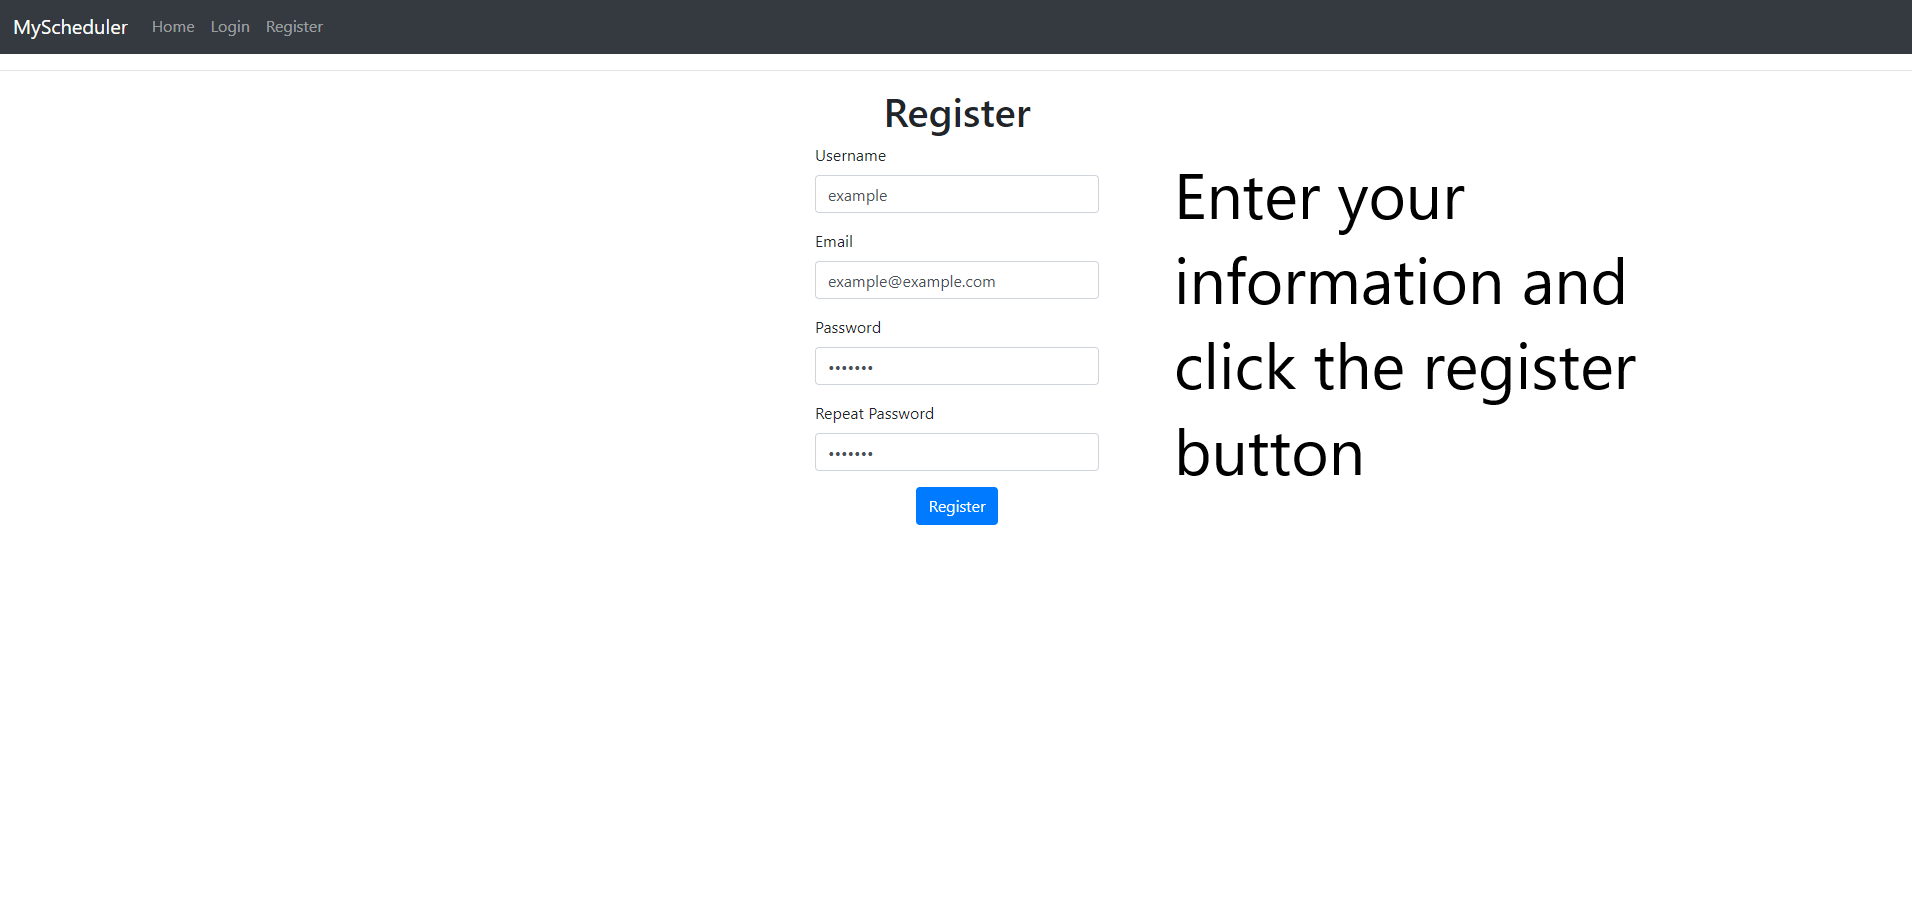 MyScheduler Home Login Register
Register
Username
example
Email
example@example.com
Password
•••••••
Repeat Password
•••••••
Register
Enter your
information and
click the register
button